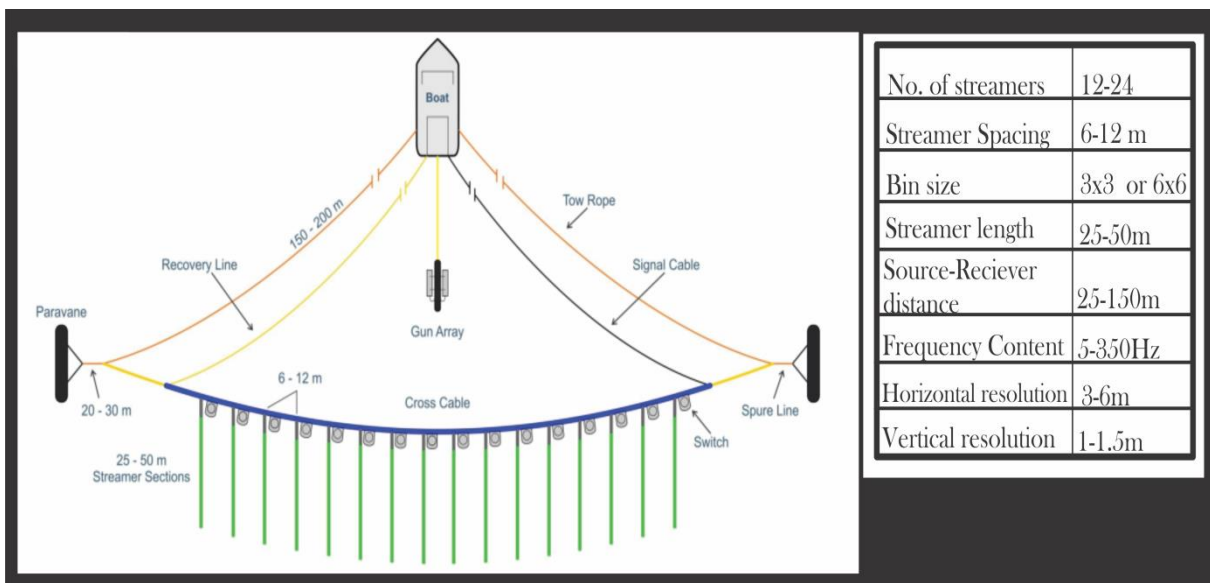 Boat
150 - 200 m
Tow Rope
Recovery Line
Signal Cable
Paravane
Gun Array
6 - 12 m
Cross Cable
20 - 30 m
Spure Line
Switch
25 - 50 m
Streamer Sections
No. of streamers 12-24
Streamer Spacing 6-12 m
Bin size 3x3 or 6x6
Streamer length 25-50m
Source-Reciever
distance 25-150m
Frequency Content 5-350Hz
Horizontal resolution 3-6m
Vertical resolution 1-1.5m